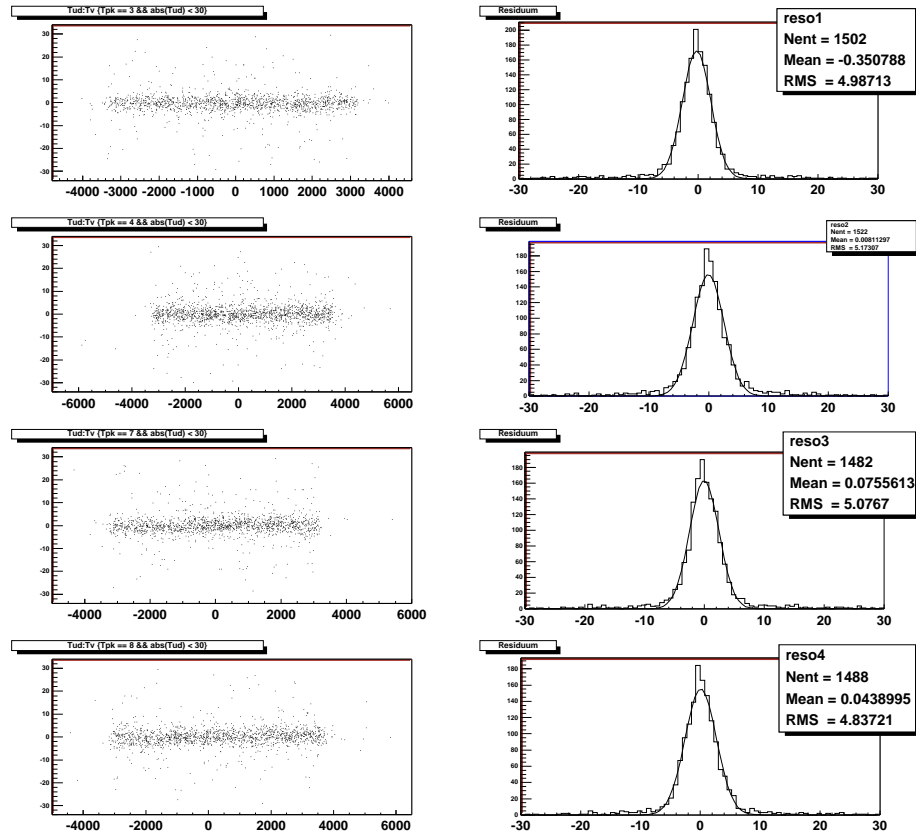 Tud:Tv {Tpk == 3 && abs(Tud) < 30}
30
20
10
0
-10
-20
-30
-4000 -3000 -2000 -1000 0 1000 2000 3000 4000
Residuum
reso1
Nent = 1502
Mean = -0.350788
RMS = 4.98713
200
180
160
140
120
100
80
60
40
20
0
-30 -20 -10 0 10 20 30
Tud:Tv {Tpk == 4 && abs(Tud) < 30}
30
20
10
0
-10
-20
-30
-6000 -4000 -2000 0 2000 4000 6000
Residuum
reso2
Nent = 1522
Mean = 0.00811297
RMS = 5.17307
180
160
140
120
100
80
60
40
20
0
-30 -20 -10 0 10 20 30
Tud:Tv {Tpk == 7 && abs(Tud) < 30}
30
20
10
0
-10
-20
-30
-4000 -2000 0 2000 4000 6000
Residuum
reso3
Nent = 1482
Mean = 0.0755613
RMS = 5.0767
180
160
140
120
100
80
60
40
20
0
-30 -20 -10 0 10 20 30
Tud:Tv {Tpk == 8 && abs(Tud) < 30}
30
20
10
0
-10
-20
-30
-4000 -2000 0 2000 4000 6000
Residuum
reso4
Nent = 1488
Mean = 0.0438995
RMS = 4.83721
180
160
140
120
100
80
60
40
20
0
-30 -20 -10 0 10 20 30